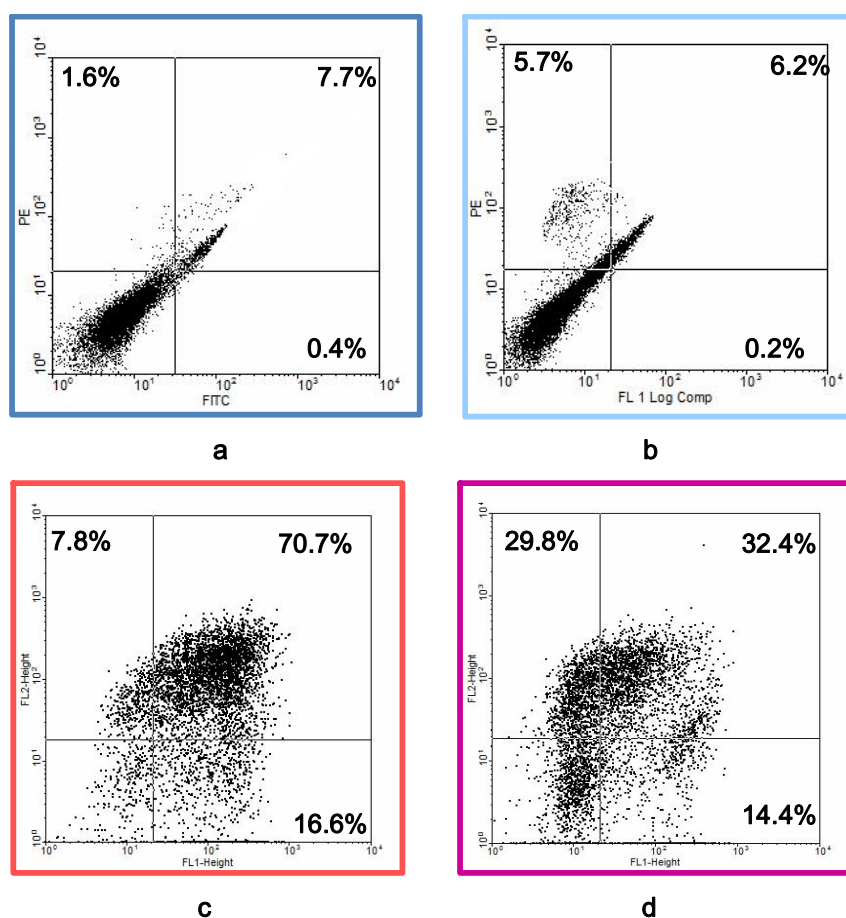 1.6% 7.7%
0.4%
PE
10⁰ 10¹ 10² 10³ 10⁴
10⁰ 10¹ 10² 10³ 10⁴
FITC
a
5.7% 6.2%
0.2%
PE
10⁰ 10¹ 10² 10³ 10⁴
10⁰ 10¹ 10² 10³ 10⁴
FL 1 Log Comp
b
7.8% 70.7%
16.6%
FL2-Height
10⁰ 10¹ 10² 10³ 10⁴
10⁰ 10¹ 10² 10³ 10⁴
FL1-Height
c
29.8% 32.4%
14.4%
FL2-Height
10⁰ 10¹ 10² 10³ 10⁴
10⁰ 10¹ 10² 10³ 10⁴
FL1-Height
d